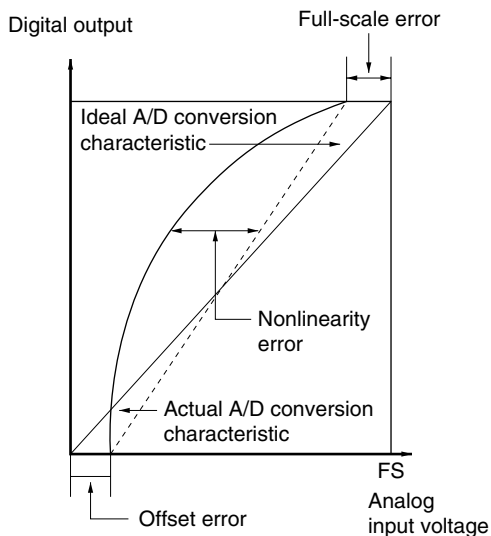 Full-scale error
Digital output
Ideal A/D conversion
characteristic
Nonlinearity
error
Actual A/D conversion
characteristic
FS
Analog
input voltage
Offset error